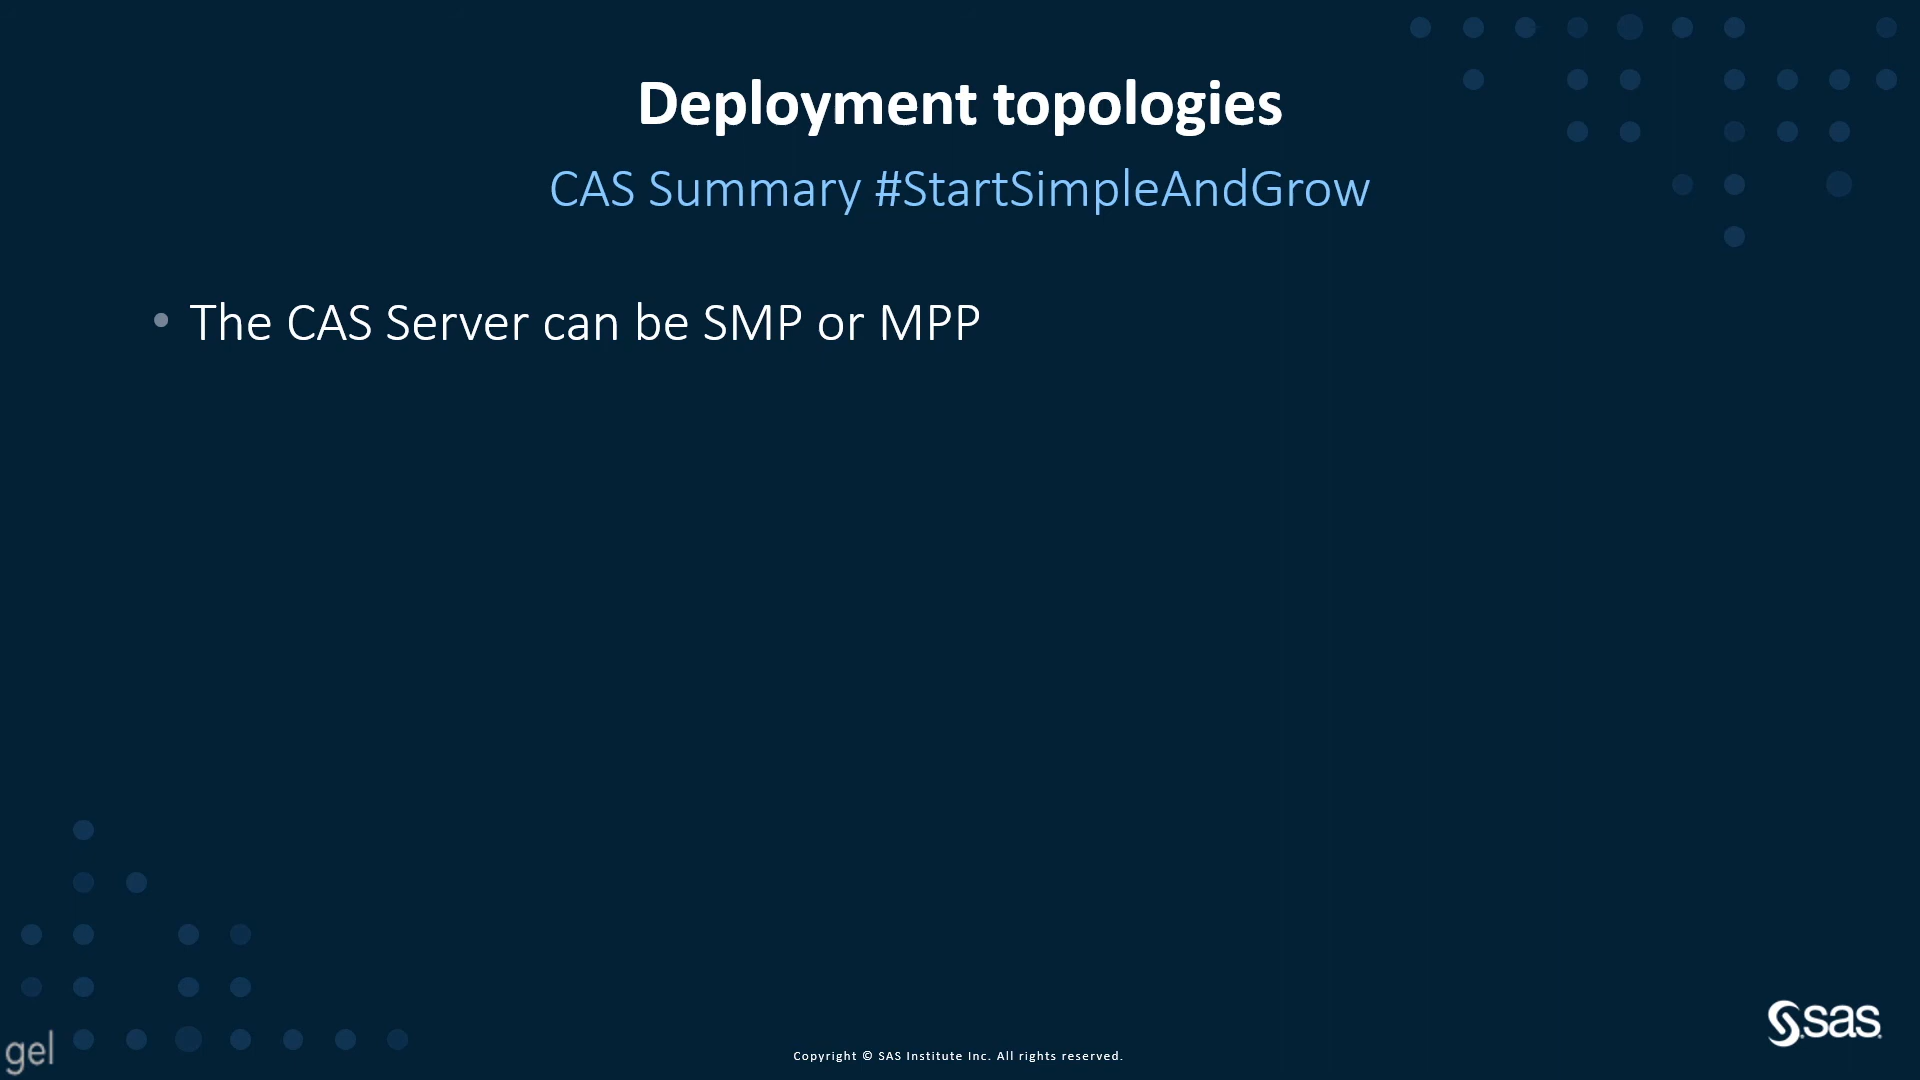 Deployment topologies
CAS Summary #StartSimpleAndGrow
• The CAS Server can be SMP or MPP
sas
gel
Copyright © SAS Institute Inc. All rights reserved.